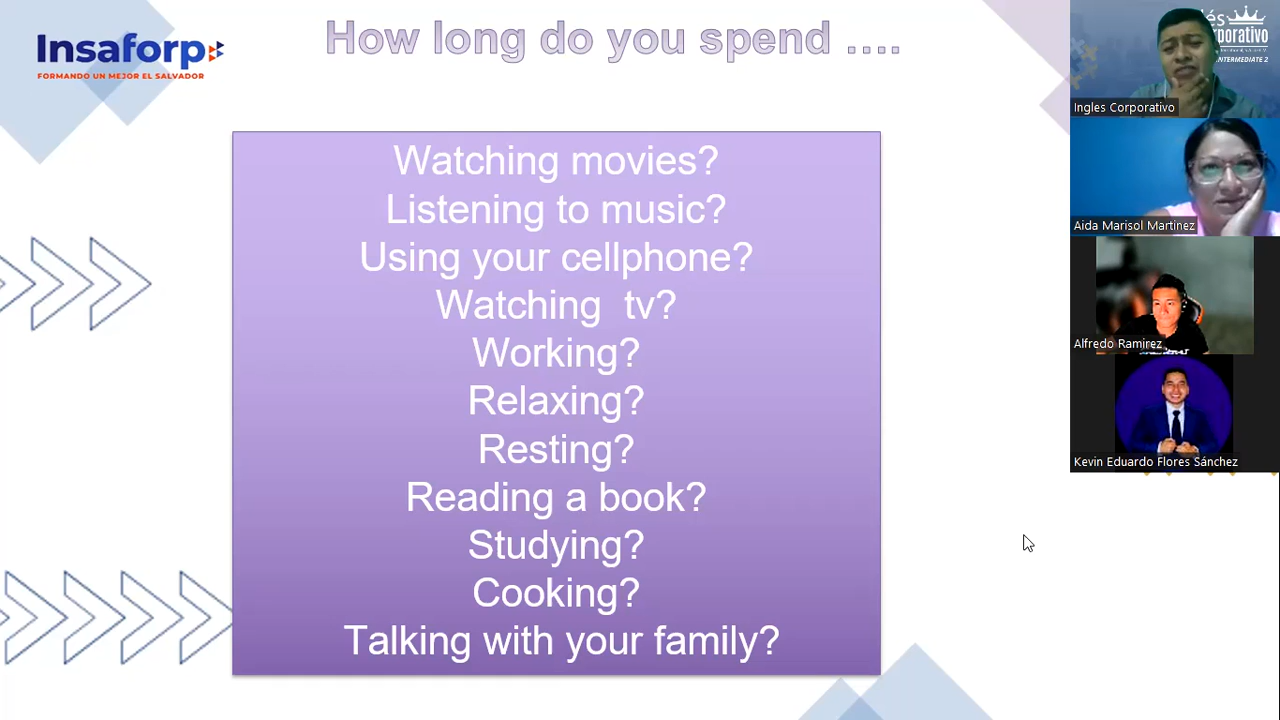 Insaforp
FORMANDO UN MEJOR EL SALVADOR
How long do you spend ....
Watching movies?
Listening to music?
Using your cellphone?
Watching  tv?
Working?
Relaxing?
Resting?
Reading a book?
Studying?
Cooking?
Talking with your family?
INTERMEDIATE 2
Ingles Corporativo
Aida Marisol Martinez
Alfredo Ramirez
Kevin Eduardo Flores Sánchez